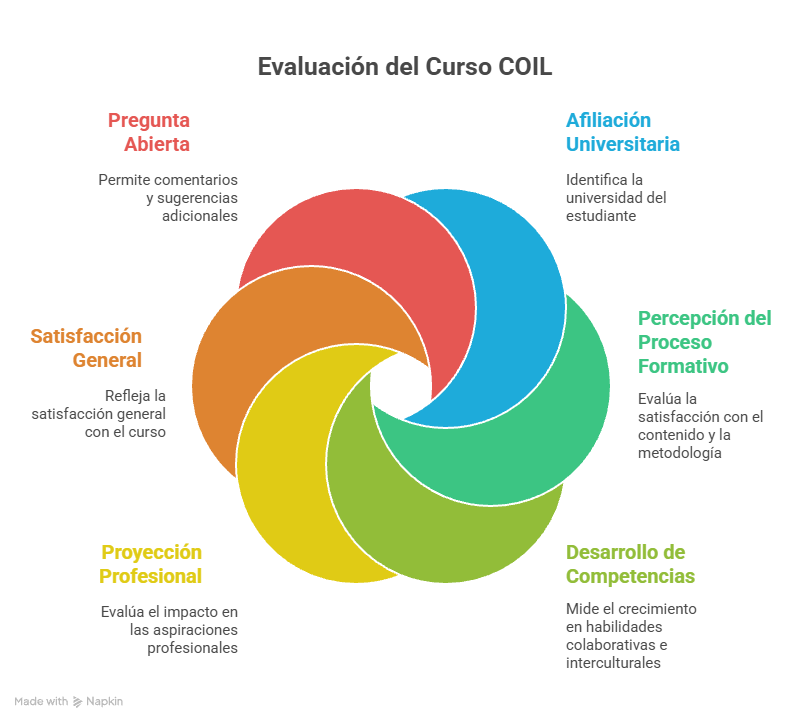 Evaluación del Curso COIL
Pregunta
Abierta
Permite comentarios
y sugerencias
adicionales
Afiliación
Universitaria
Identifica la
universidad del
estudiante
Satisfacción
General
Refleja la
satisfacción general
con el curso
Percepción del
Proceso
Formativo
Evalúa la
satisfacción con el
contenido y la
metodología
Proyección
Profesional
Evalúa el impacto en
las aspiraciones
profesionales
Desarrollo de
Competencias
Mide el crecimiento
en habilidades
colaborativas e
interculturales
Made with Napkin